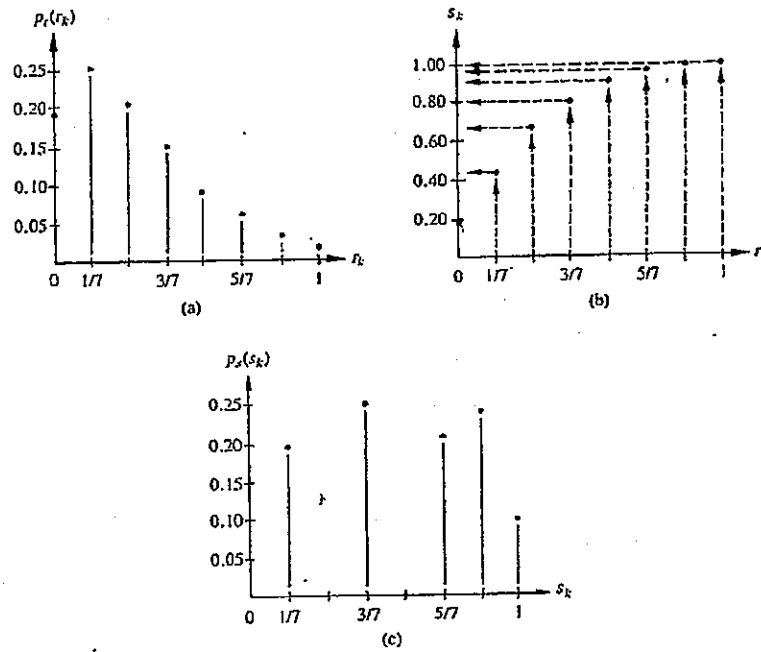 p_r(r_k)
0.25
0.20
0.15
0.10
0.05
0 1/7 3/7 5/7 1 r_k
(a)
s_k
1.00
0.80
0.60
0.40
0.20
0 1/7 3/7 5/7 1 r
(b)
p_s(s_k)
0.25
0.20
0.15
0.10
0.05
0 1/7 3/7 5/7 1 s_k
(c)